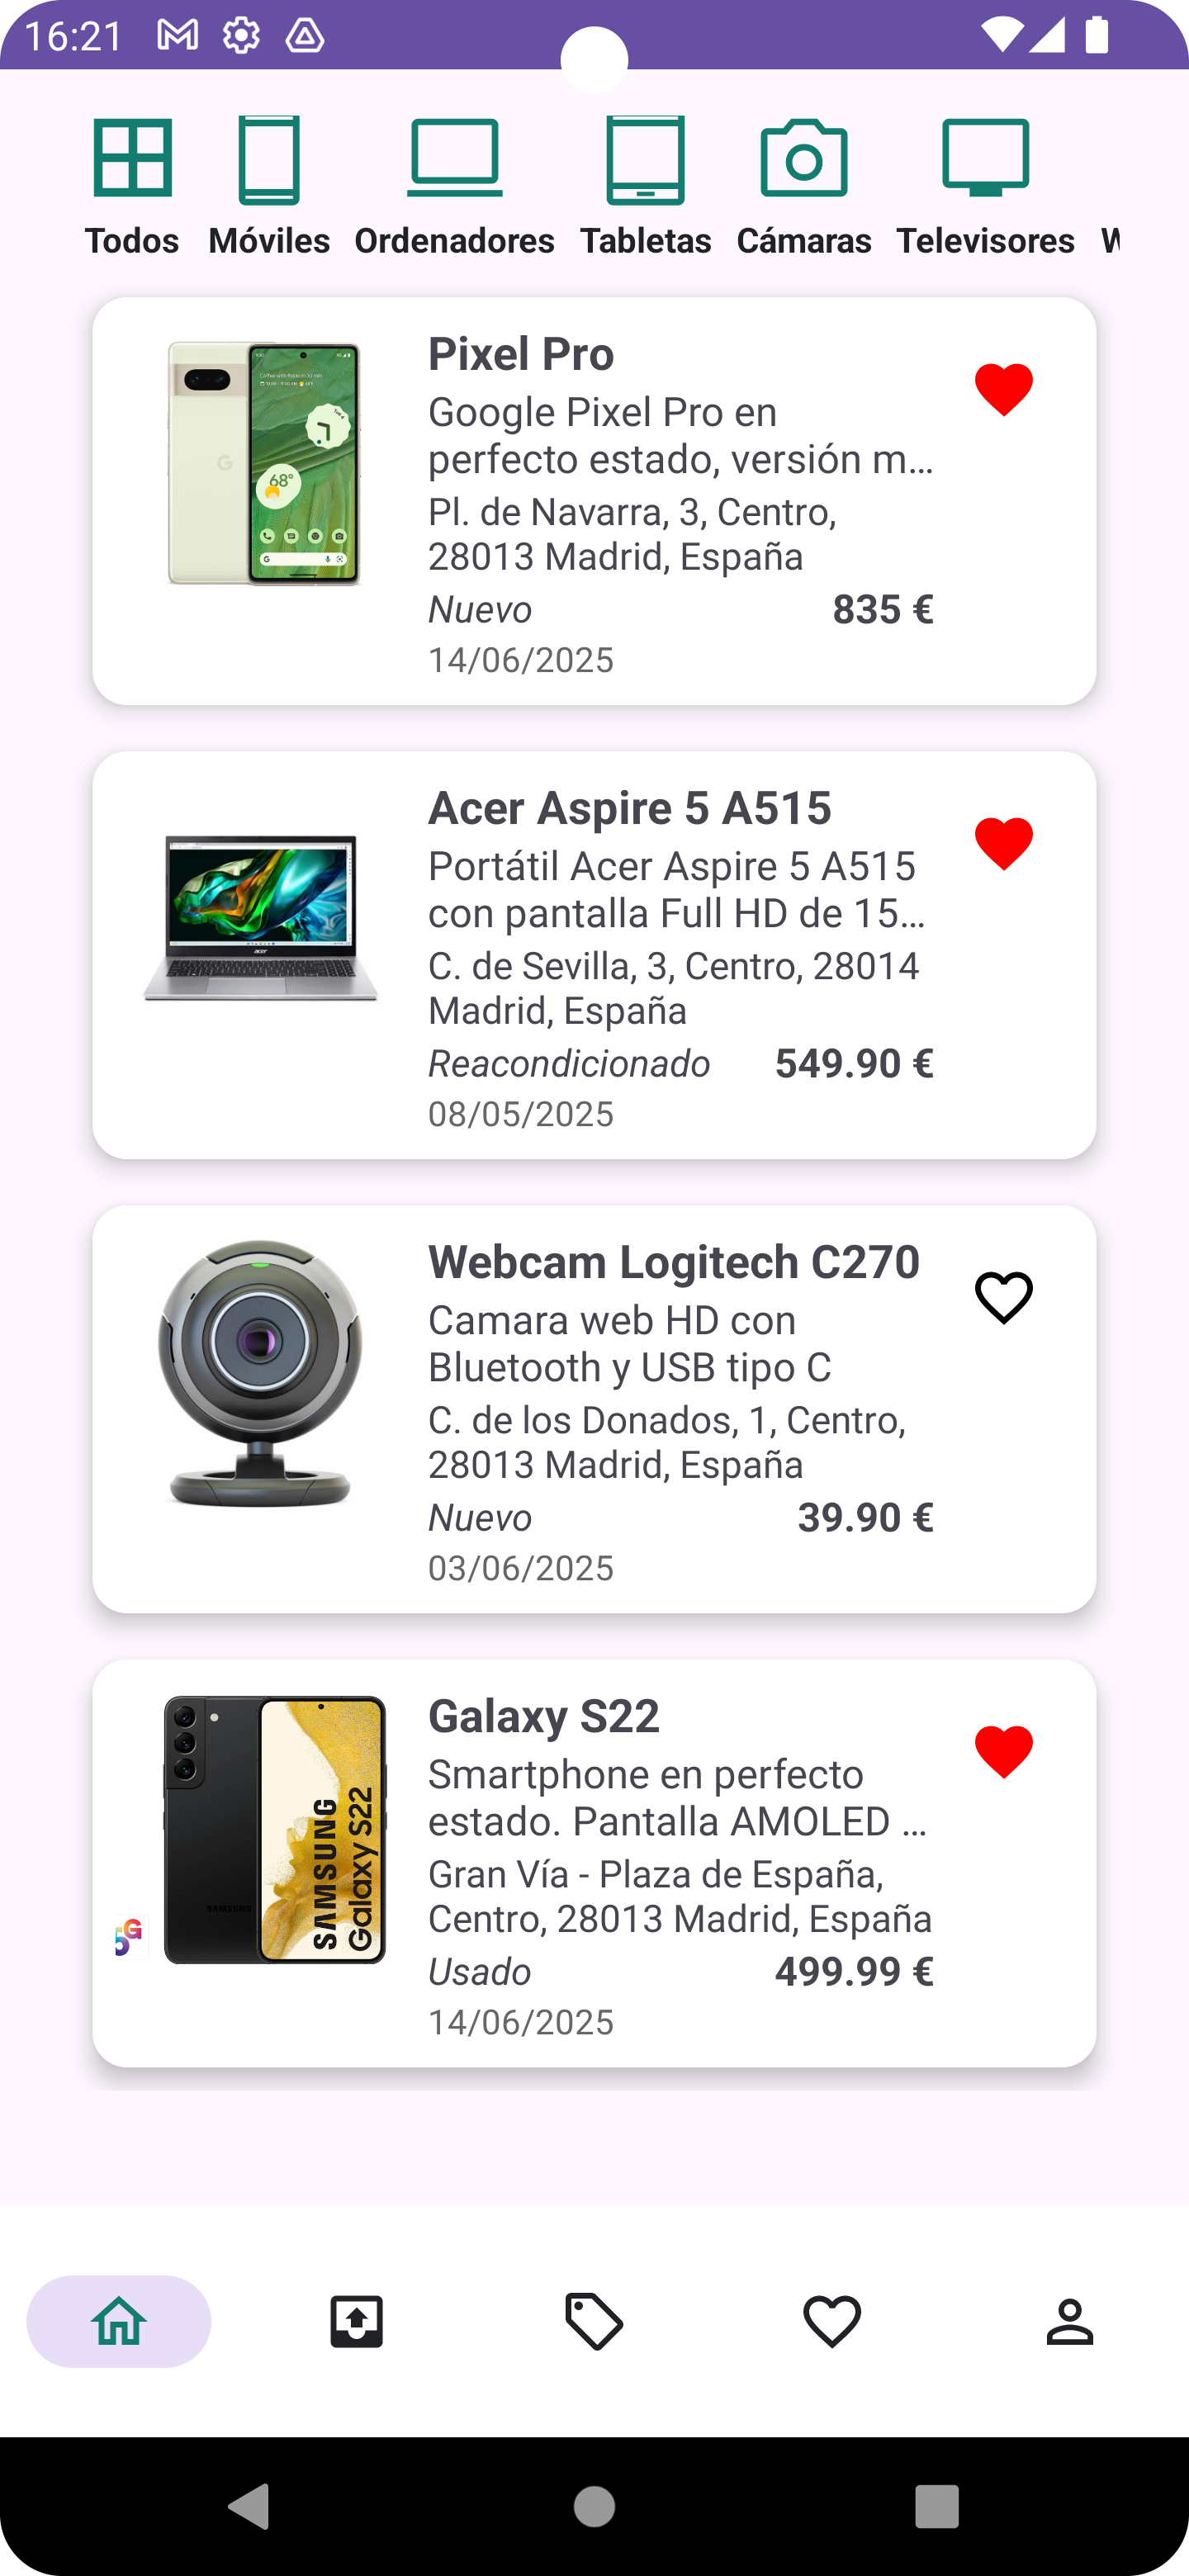 16:21
Todos Móviles Ordenadores Tabletas Cámaras Televisores W
Pixel Pro
Google Pixel Pro en
perfecto estado, versión m...
Pl. de Navarra, 3, Centro,
28013 Madrid, España
Nuevo 835 €
14/06/2025
68°
G
Acer Aspire 5 A515
Portátil Acer Aspire 5 A515
con pantalla Full HD de 15...
C. de Sevilla, 3, Centro, 28014
Madrid, España
Reacondicionado 549.90 €
08/05/2025
acer
Webcam Logitech C270
Camara web HD con
Bluetooth y USB tipo C
C. de los Donados, 1, Centro,
28013 Madrid, España
Nuevo 39.90 €
03/06/2025
Galaxy S22
Smartphone en perfecto
estado. Pantalla AMOLED ...
Gran Vía - Plaza de España,
Centro, 28013 Madrid, España
Usado 499.99 €
14/06/2025
SAMSUNG
SAMSUNG
Galaxy S22
5G